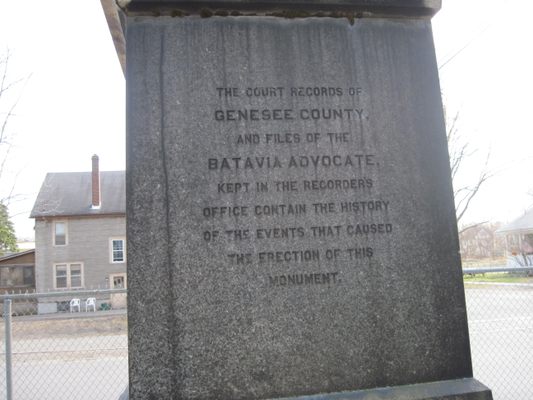 THE COURT RECORDS OF
GENESEE COUNTY,
AND FILES OF THE
BATAVIA ADVOCATE,
KEPT IN THE RECORDERS
OFFICE CONTAIN THE HISTORY
OF THE EVENTS THAT CAUSED
THE ERECTION OF THIS
MONUMENT.